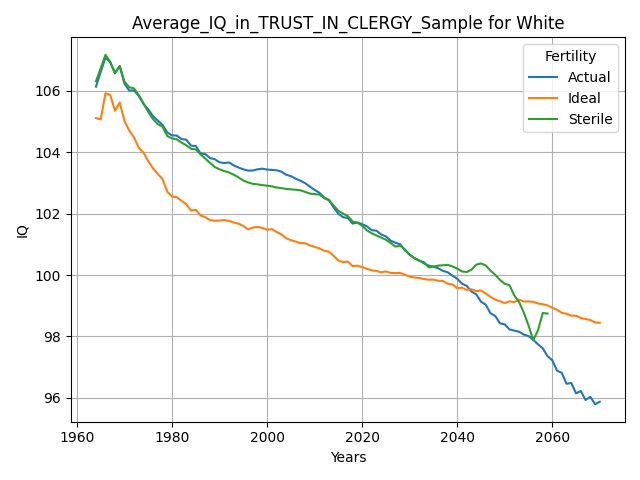 Average_IQ_in_TRUST_IN_CLERGY_Sample for White
Fertility
Actual
Ideal
Sterile
IQ
106
104
102
100
98
96
1960 1980 2000 2020 2040 2060
Years